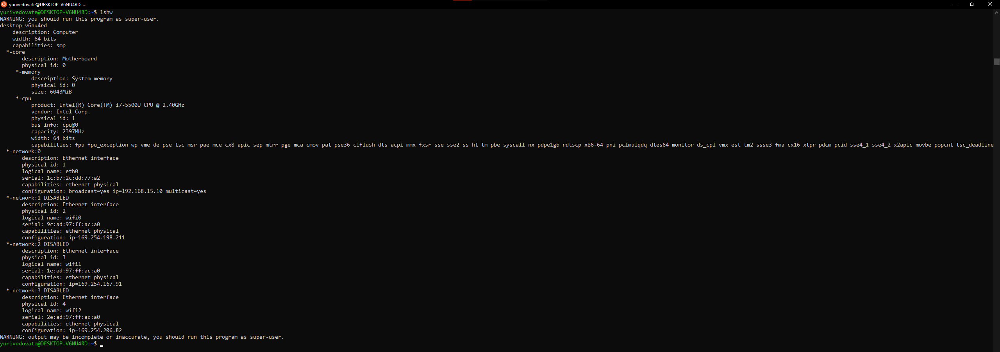 yurivedovate@DESKTOP-V6NU4RD: ~
yurivedovate@DESKTOP-V6NU4RD:~$ lshw
WARNING: you should run this program as super-user.
desktop-v6nu4rd
    description: Computer
    width: 64 bits
    capabilities: smp
  *-core
       description: Motherboard
       physical id: 0
     *-memory
          description: System memory
          physical id: 0
          size: 6043MiB
     *-cpu
          product: Intel(R) Core(TM) i7-5500U CPU @ 2.40GHz
          vendor: Intel Corp.
          physical id: 1
          bus info: cpu@0
          capacity: 2397MHz
          width: 64 bits
          capabilities: fpu fpu_exception wp vme de pse tsc msr pae mce cx8 apic sep mtrr pge mca cmov pat pse36 clflush dts acpi mmx fxsr sse sse2 ss ht tm pbe syscall nx pdpe1gb rdtscp x86-64 pni pclmulqdq dtes64 monitor ds_cpl vmx est tm2 ssse3 fma cx16 xtpr pdcm pcid sse4_1 sse4_2 x2apic movbe popcnt tsc_deadline
  *-network:0
       description: Ethernet interface
       physical id: 1
       logical name: eth0
       serial: 1c:b7:2c:dd:77:a2
       capabilities: ethernet physical
       configuration: broadcast=yes ip=192.168.15.10 multicast=yes
  *-network:1 DISABLED
       description: Ethernet interface
       physical id: 2
       logical name: wifi0
       serial: 9c:ad:97:ff:ac:a0
       capabilities: ethernet physical
       configuration: ip=169.254.198.211
  *-network:2 DISABLED
       description: Ethernet interface
       physical id: 3
       logical name: wifi1
       serial: 1e:ad:97:ff:ac:a0
       capabilities: ethernet physical
       configuration: ip=169.254.167.91
  *-network:3 DISABLED
       description: Ethernet interface
       physical id: 4
       logical name: wifi2
       serial: 2e:ad:97:ff:ac:a0
       capabilities: ethernet physical
       configuration: ip=169.254.206.82
WARNING: output may be incomplete or inaccurate, you should run this program as super-user.
yurivedovate@DESKTOP-V6NU4RD:~$